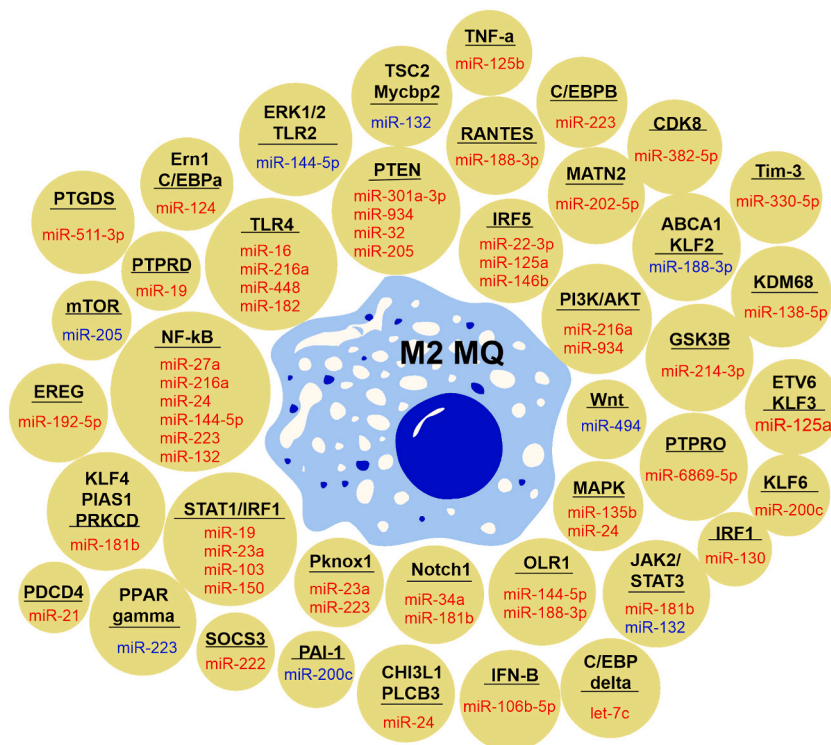 TNF-a
miR-125b
TSC2
Mycbp2
miR-132
C/EBPB
miR-223
ERK1/2
TLR2
miR-144-5p
RANTES
miR-188-3p
CDK8
miR-382-5p
Ern1
C/EBPa
miR-124
PTEN
miR-301a-3p
miR-934
miR-32
miR-205
MATN2
miR-202-5p
Tim-3
miR-330-5p
PTGDS
miR-511-3p
TLR4
miR-16
miR-216a
miR-448
miR-182
IRF5
miR-22-3p
miR-125a
miR-146b
ABCA1
KLF2
miR-188-3p
PTPRD
miR-19
KDM68
miR-138-5p
mTOR
miR-205
PI3K/AKT
miR-216a
miR-934
NF-kB
miR-27a
miR-216a
miR-24
miR-144-5p
miR-223
miR-132
M2 MQ
GSK3B
miR-214-3p
EREG
miR-192-5p
Wnt
miR-494
ETV6
KLF3
miR-125a
PTPRO
miR-6869-5p
KLF4
PIAS1
PRKCD
miR-181b
STAT1/IRF1
miR-19
miR-23a
miR-103
miR-150
MAPK
miR-135b
miR-24
KLF6
miR-200c
IRF1
miR-130
Pknox1
miR-23a
miR-223
Notch1
miR-34a
miR-181b
OLR1
miR-144-5p
miR-188-3p
JAK2/
STAT3
miR-181b
miR-132
PDCD4
miR-21
PPAR
gamma
miR-223
SOCS3
miR-222
PAI-1
miR-200c
CHI3L1
PLCB3
miR-24
IFN-B
miR-106b-5p
C/EBP
delta
let-7c